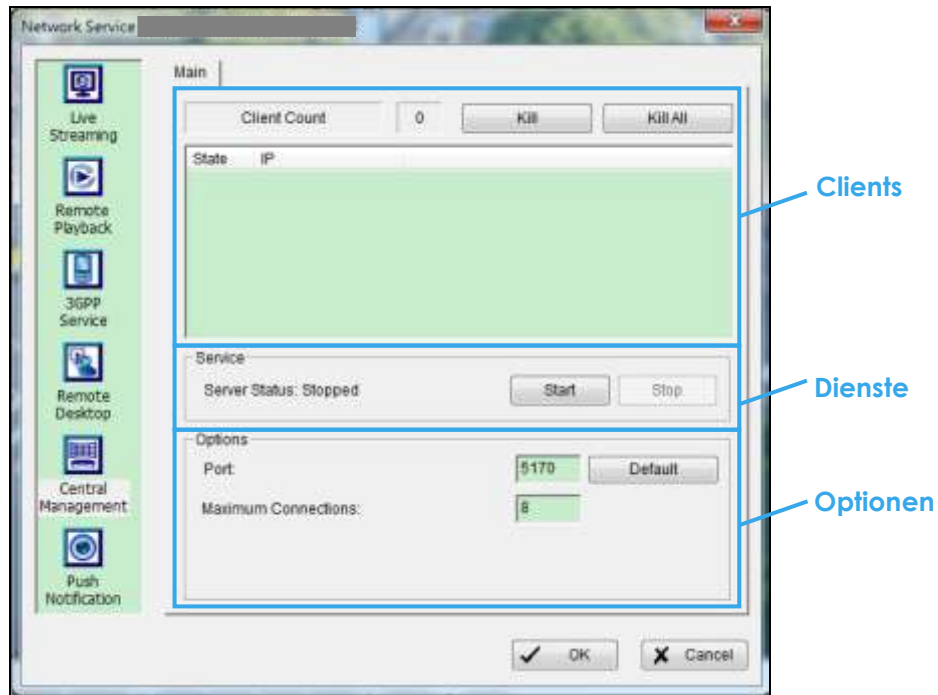 Network Service
Main
Live
Streaming
Remote
Playback
3GPP
Service
Remote
Desktop
Central
Management
Push
Notification
Client Count 0 Kill Kill All
State IP
Clients
Service
Server Status: Stopped Start Stop
Dienste
Options
Port: 5170 Default
Maximum Connections: 8
Optionen
OK Cancel